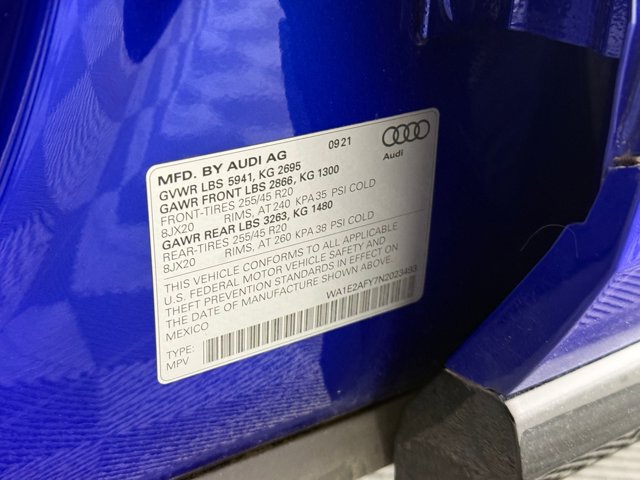 MFD. BY AUDI AG 09 21
Audi
GVWR LBS 5941, KG 2695
GAWR FRONT LBS 2866, KG 1300
FRONT-TIRES 255/45 R20
8JX20 RIMS, AT 240 KPA 35 PSI COLD
GAWR REAR LBS 3263, KG 1480
REAR-TIRES 255/45 R20
8JX20 RIMS, AT 260 KPA 38 PSI COLD
THIS VEHICLE CONFORMS TO ALL APPLICABLE
U.S. FEDERAL MOTOR VEHICLE SAFETY AND
THEFT PREVENTION STANDARDS IN EFFECT ON
THE DATE OF MANUFACTURE SHOWN ABOVE.
MEXICO
WA1E2AFY7N2023493
TYPE:
MPV